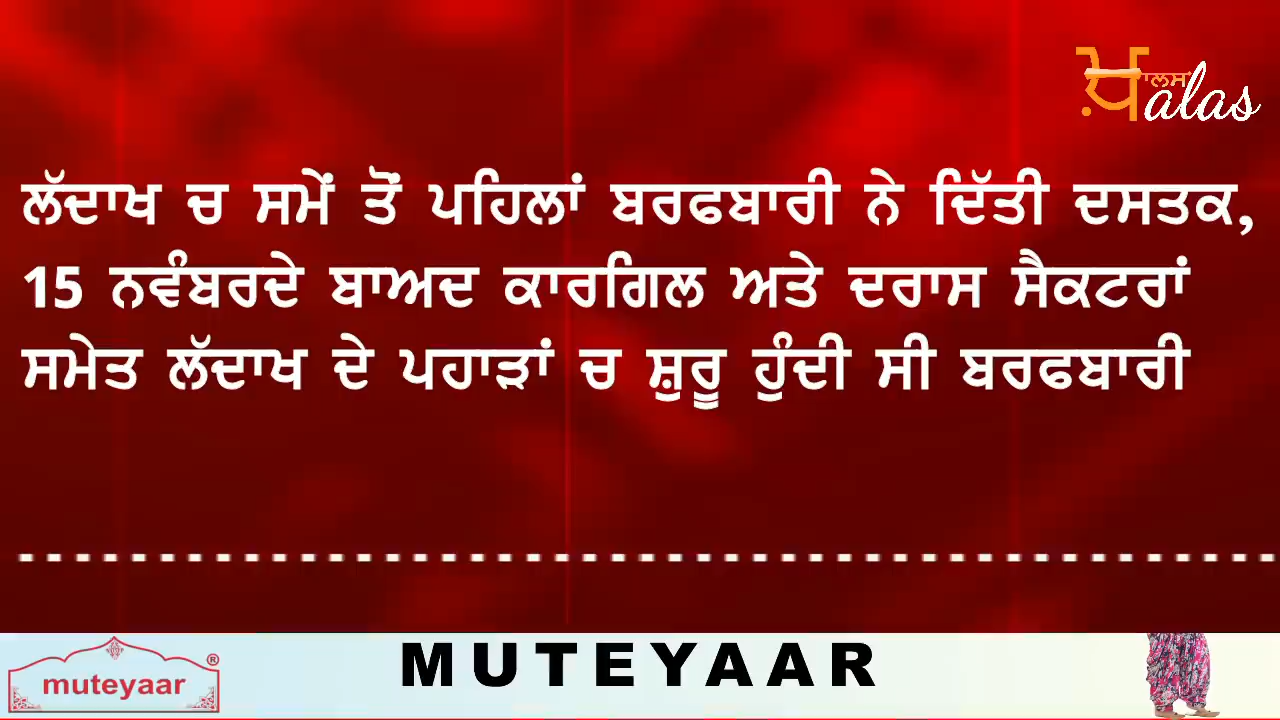 ਖ਼ਾਲਸ alas
ਲੱਦਾਖ ਚ ਸਮੇਂ ਤੋਂ ਪਹਿਲਾਂ ਬਰਫਬਾਰੀ ਨੇ ਦਿੱਤੀ ਦਸਤਕ,
15 ਨਵੰਬਰਦੇ ਬਾਅਦ ਕਾਰਗਿਲ ਅਤੇ ਦਰਾਸ ਸੈਕਟਰਾਂ
ਸਮੇਤ ਲੱਦਾਖ ਦੇ ਪਹਾੜਾਂ ਚ ਸ਼ੁਰੂ ਹੁੰਦੀ ਸੀ ਬਰਫਬਾਰੀ
muteyaar ®
MUTEYAAR